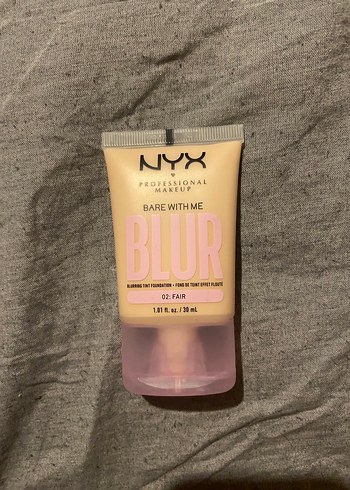 NYX
PROFESSIONAL
MAKEUP
BARE WITH ME
BLUR
BLURRING TINT FOUNDATION • FOND DE TEINT EFFET FLOUTÉ
02: FAIR
1.01 fl. oz. / 30 mL